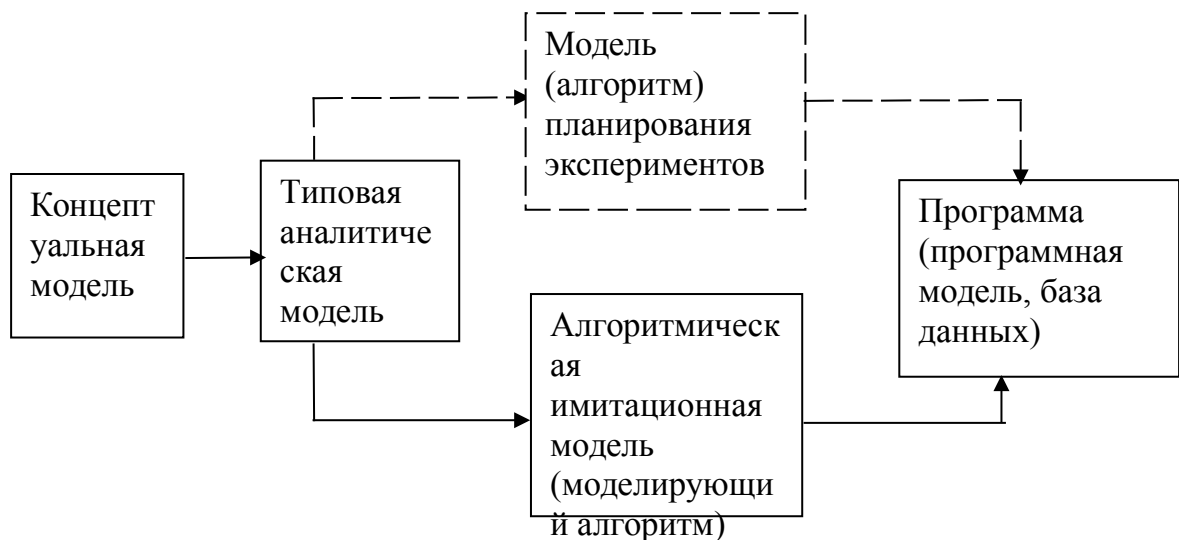 Концепт
уальная
модель
Типовая
аналитиче
ская
модель
Модель
(алгоритм)
планирования
экспериментов
Алгоритмическ
ая
имитационная
модель
(моделирующи
й алгоритм)
Программа
(программная
модель, база
данных)